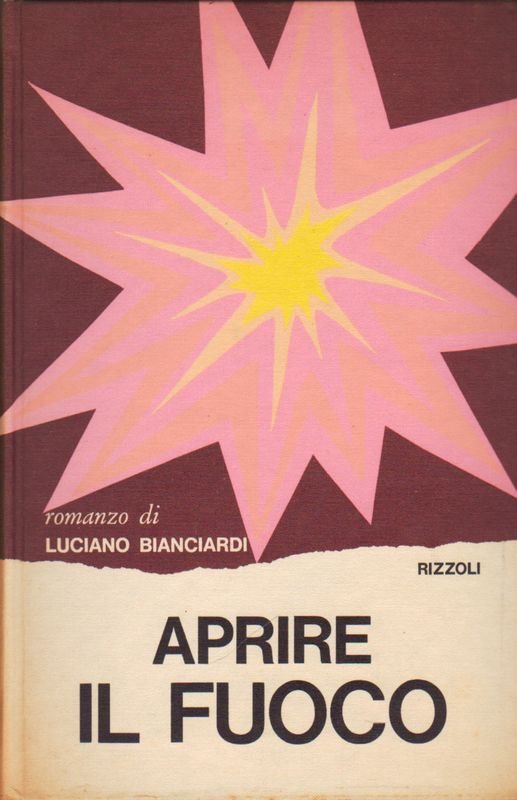 romanzo di
LUCIANO BIANCIARDI
RIZZOLI
APRIRE
IL FUOCO